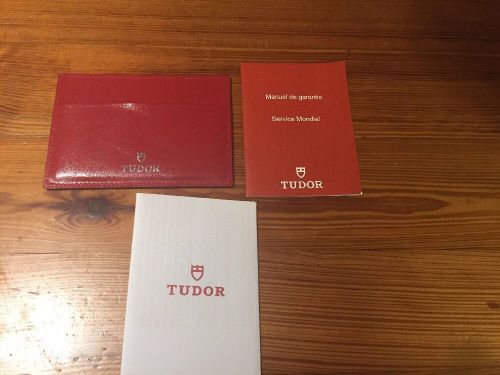 TUDOR
Manuel de garantie
Service Mondial
TUDOR
TUDOR